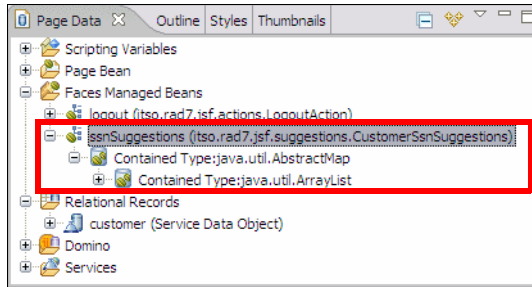 Page Data Outline Styles Thumbnails
Scripting Variables
Page Bean
Faces Managed Beans
logout (itso.rad7.jsf.actions.LogoutAction)
ssnSuggestions (itso.rad7.jsf.suggestions.CustomerSsnSuggestions)
Contained Type:java.util.AbstractMap
Contained Type:java.util.ArrayList
Relational Records
customer (Service Data Object)
Domino
Services